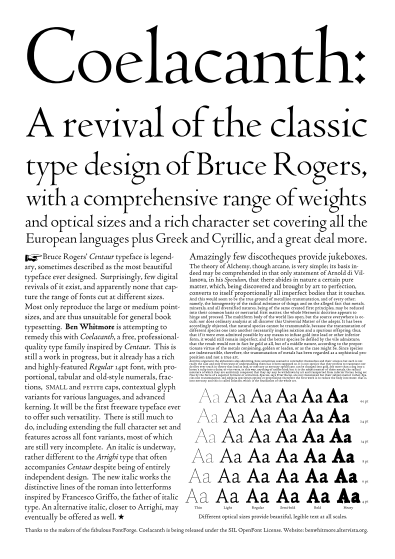 Coelacanth:
A revival of the classic
type design of Bruce Rogers,
with a comprehensive range of weights
and optical sizes and a rich character set covering all the
European languages plus Greek and Cyrillic, and a great deal more.
Bruce Rogers' Centaur typeface is legend-
ary, sometimes described as the most beautiful
typeface ever designed. Surprisingly, few digital
revivals of it exist, and apparently none that cap-
ture the range of fonts cut at different sizes.
Most only reproduce the large or medium point-
sizes, and are thus unsuitable for general book
typesetting. Ben Whitmore is attempting to
remedy this with Coelacanth, a free, professional-
quality type family inspired by Centaur. This is
still a work in progress, but it already has a rich
and highly-featured Regular 14pt font, with pro-
portional, tabular and old-style numerals, frac-
tions, SMALL and PETITE caps, contextual glyph
variants for various languages, and advanced
kerning. It will be the first freeware typeface ever
to offer such versatility. There is still much to
do, including extending the full character set and
features across all font variants, most of which
are still very incomplete. An italic is underway,
rather different to the Arrighi type that often
accompanies Centaur despite being of entirely
independent design. The new italic works the
distinctive lines of the roman into letterforms
inspired by Francesco Griffo, the father of italic
type. An alternative italic, closer to Arrighi, may
eventually be offered as well. ★
Amazingly few discotheques provide jukeboxes.
The theory of Alchemy, though arcane, is very simple; its basis in-
deed may be comprehended in that only statement of Arnold di Vil-
lanova, in his Speculum, that there abides in nature a certain pure
matter, which, being discovered and brought by art to perfection,
converts to itself proportionally all imperfect bodies that it touches.
Aa Aa Aa Aa Aa Aa
Aa Aa Aa Aa Aa Aa
Aa Aa Aa Aa Aa Aa
Aa Aa Aa Aa Aa Aa
Aa Aa Aa Aa Aa Aa
Aa Aa Aa Aa Aa Aa
Thin Light Regular Semibold Bold Heavy
Different optical sizes provide beautiful, legible text at all scales.
Thanks to the makers of the fabulous FontForge. Coelacanth is being released under the SIL OpenFont License. Website: benwhitmore.altervista.org.